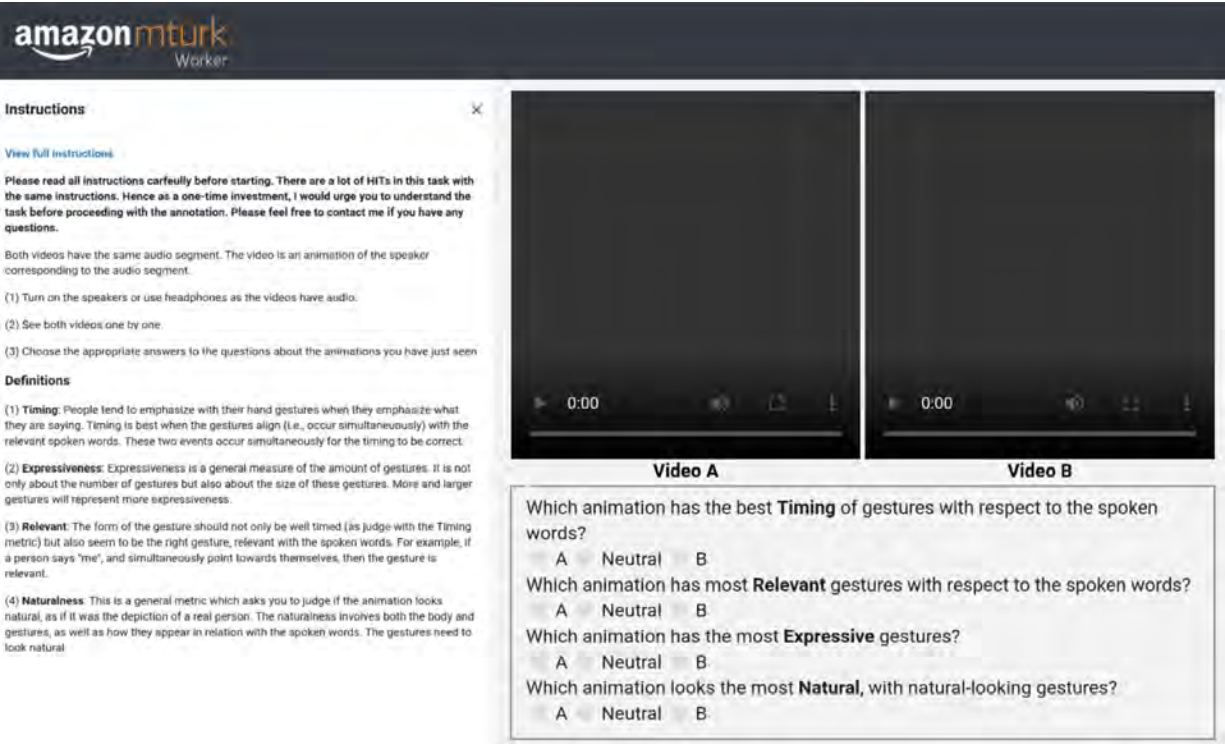 amazon mturk
Worker
Instructions
×
View full instructions
Please read all instructions carfeully before starting. There are a lot of HITs in this task with
the same instructions. Hence as a one-time investment, I would urge you to understand the
task before proceeding with the annotation. Please feel free to contact me if you have any
questions.
Both videos have the same audio segment. The video is an animation of the speaker
corresponding to the audio segment.
(1) Turn on the speakers or use headphones as the videos have audio.
(2) See both videos one by one.
(3) Choose the appropriate answers to the questions about the animations you have just seen
Definitions
(1) Timing: People tend to emphasize with their hand gestures when they emphasize what
they are saying. Timing is best when the gestures align (i.e., occur simultaneuously) with the
relevant spoken words. These two events occur simultaneously for the timing to be correct.
(2) Expressiveness: Expressiveness is a general measure of the amount of gestures. It is not
only about the number of gestures but also about the size of these gestures. More and larger
gestures will represent more expressiveness.
(3) Relevant: The form of the gesture should not only be well timed (as judge with the Timing
metric) but also seem to be the right gesture, relevant with the spoken words. For example, if
a person says "me", and simultaneously point towards themselves, then the gesture is
relevant.
(4) Naturalness: This is a general metric which asks you to judge if the animation looks
natural, as if it was the depiction of a real person. The naturalness involves both the body and
gestures, as well as how they appear in relation with the spoken words. The gestures need to
look natural
0:00
0:00
Video A
Video B
Which animation has the best Timing of gestures with respect to the spoken
words?
A Neutral B
Which animation has most Relevant gestures with respect to the spoken words?
A Neutral B
Which animation has the most Expressive gestures?
A Neutral B
Which animation looks the most Natural, with natural-looking gestures?
A Neutral B